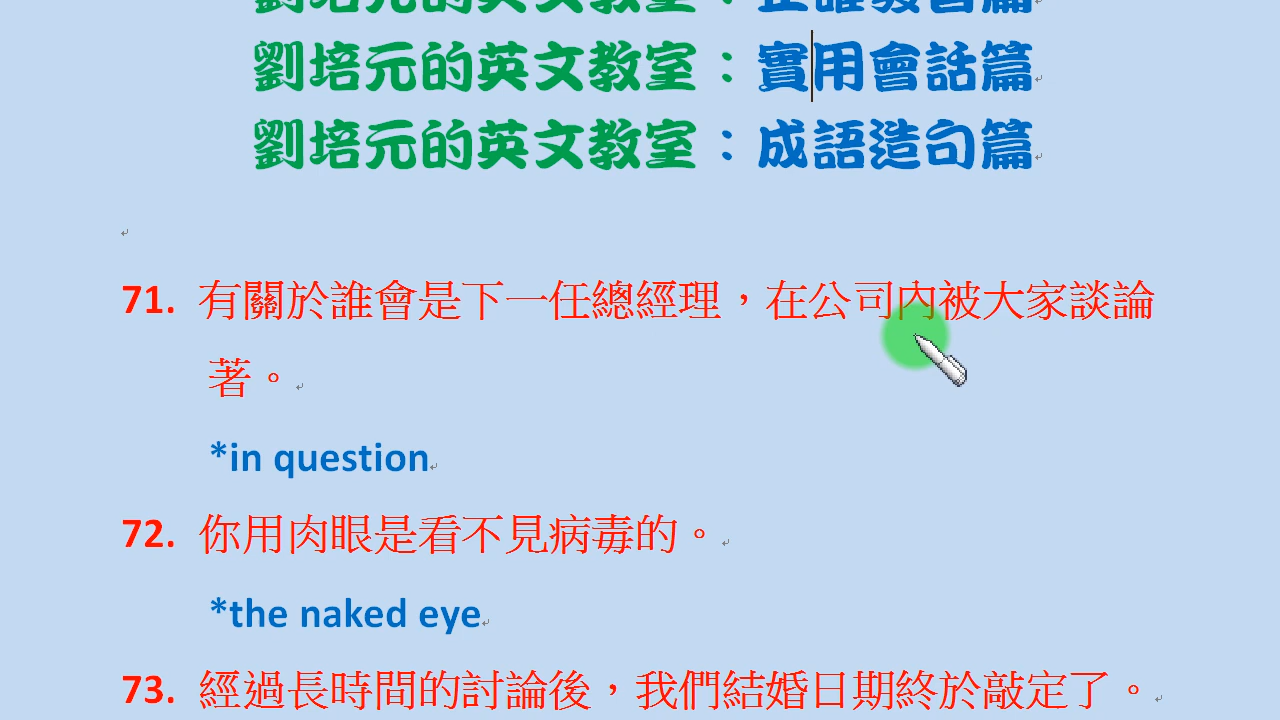 劉培元的英文教室：實用會話篇
劉培元的英文教室：成語造句篇
71. 有關於誰會是下一任總經理，在公司內被大家談論
著。
*in question
72. 你用肉眼是看不見病毒的。
*the naked eye
73. 經過長時間的討論後，我們結婚日期終於敲定了。